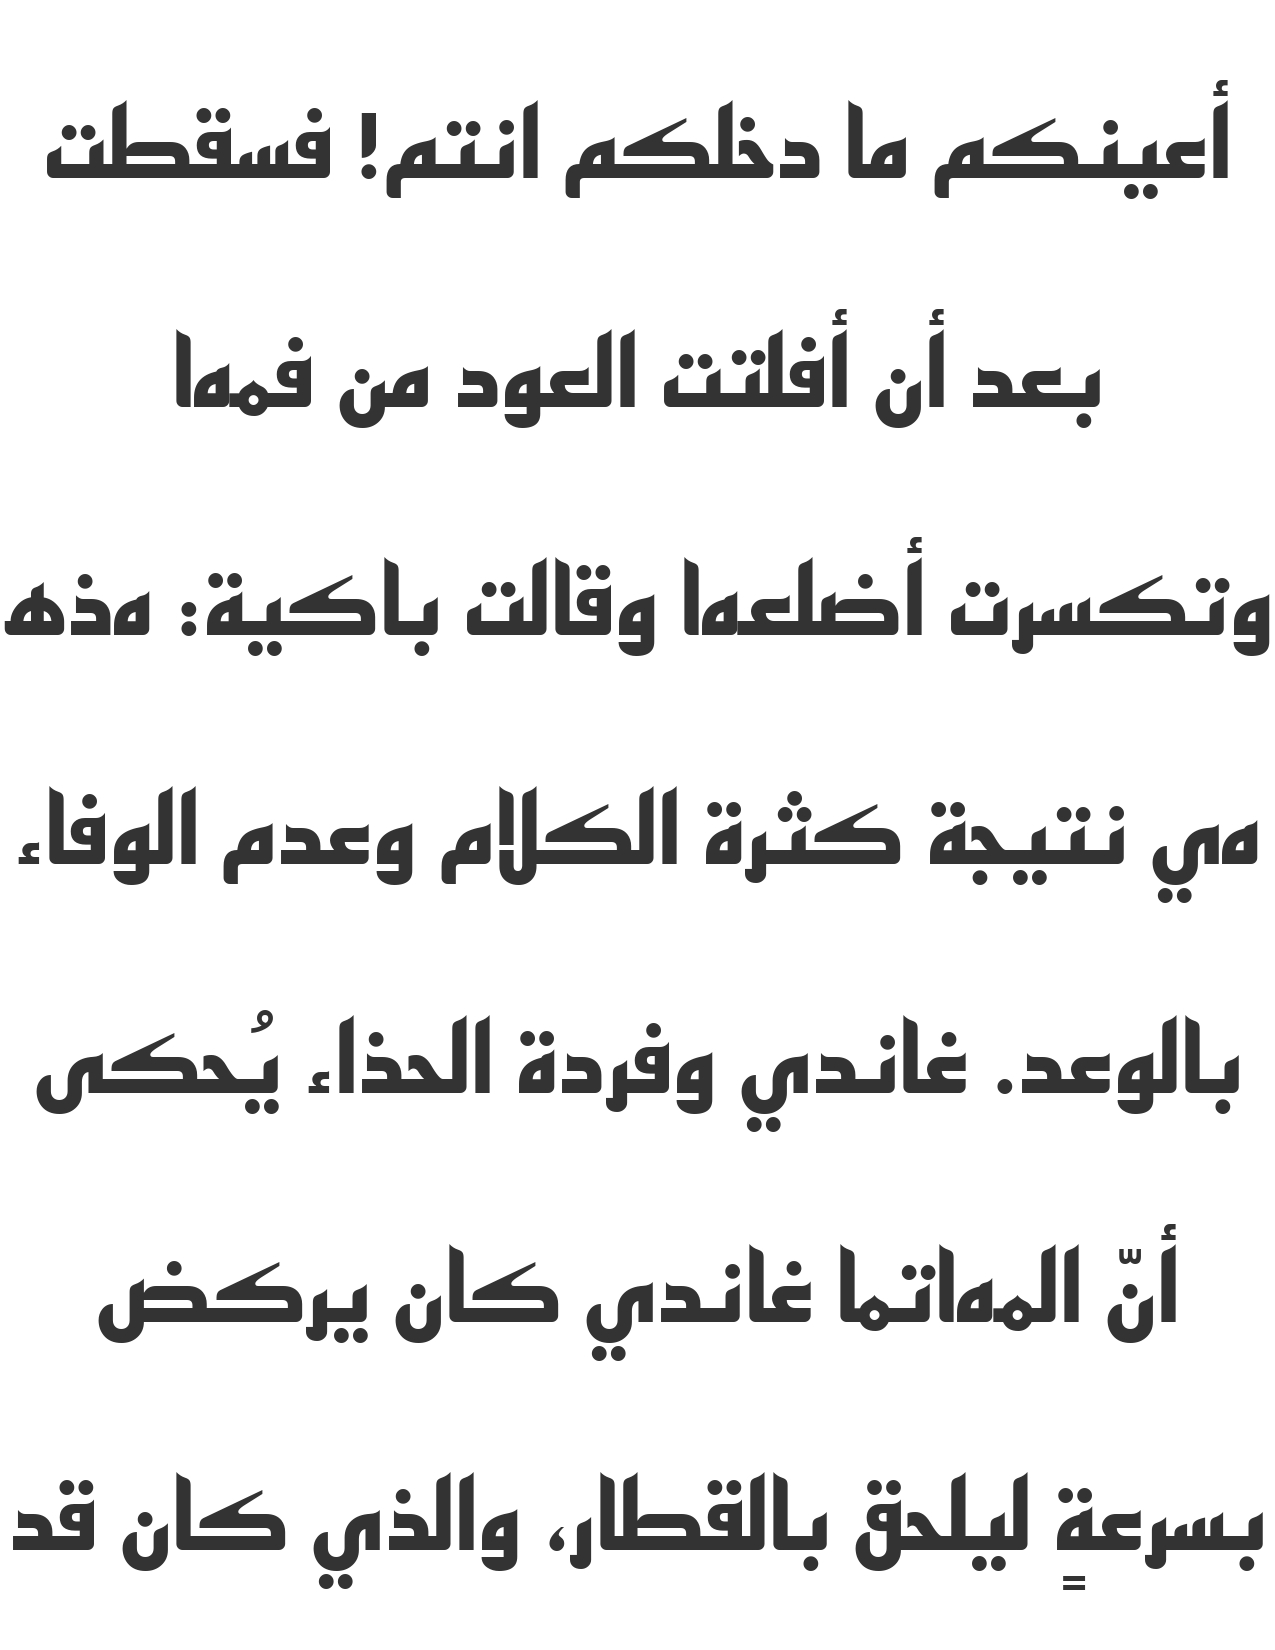 أعينكم ما دخلكم انتم! فسقطت
بعد أن أفلتت العود من فمها
وتكسرت أضلعها وقالت باكية: هذه
هي نتيجة كثرة الكلام وعدم الوفاء
بالوعد. غاندي وفردة الحذاء يُحكى
أنّ المهاتما غاندي كان يركض
بسرعةٍ ليلحق بالقطار، والذي كان قد